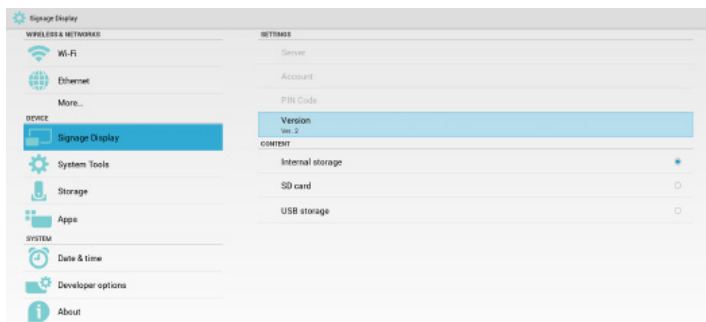 Signage Display
WIRELESS & NETWORKS
Wi-Fi
Ethernet
More...
DEVICE
Signage Display
System Tools
Storage
Apps
SYSTEM
Date & time
Developer options
About
SETTINGS
Server
Account
PIN Code
Version
Ver. 2
CONTENT
Internal storage
SD card
USB storage